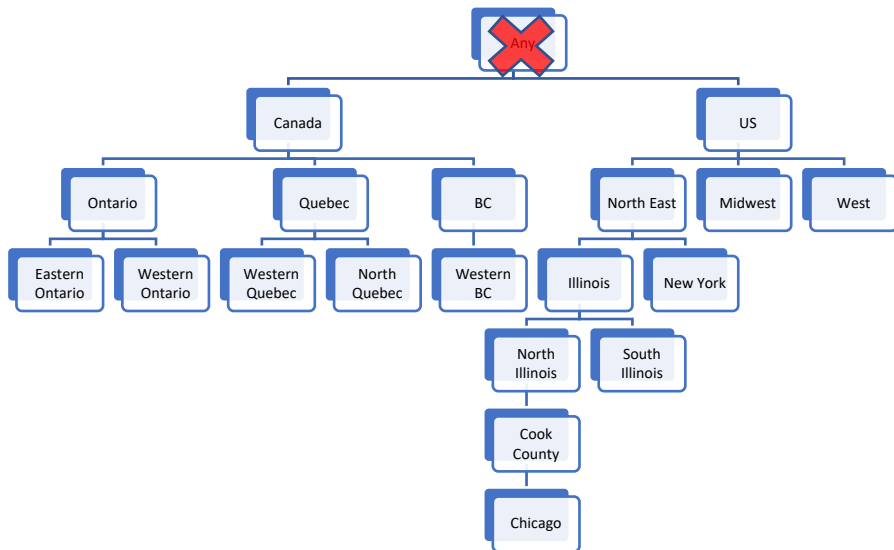 Any
Canada
US
Ontario
Quebec
BC
North East
Midwest
West
Eastern
Ontario
Western
Ontario
Western
Quebec
North
Quebec
Western
BC
Illinois
New York
North
Illinois
South
Illinois
Cook
County
Chicago